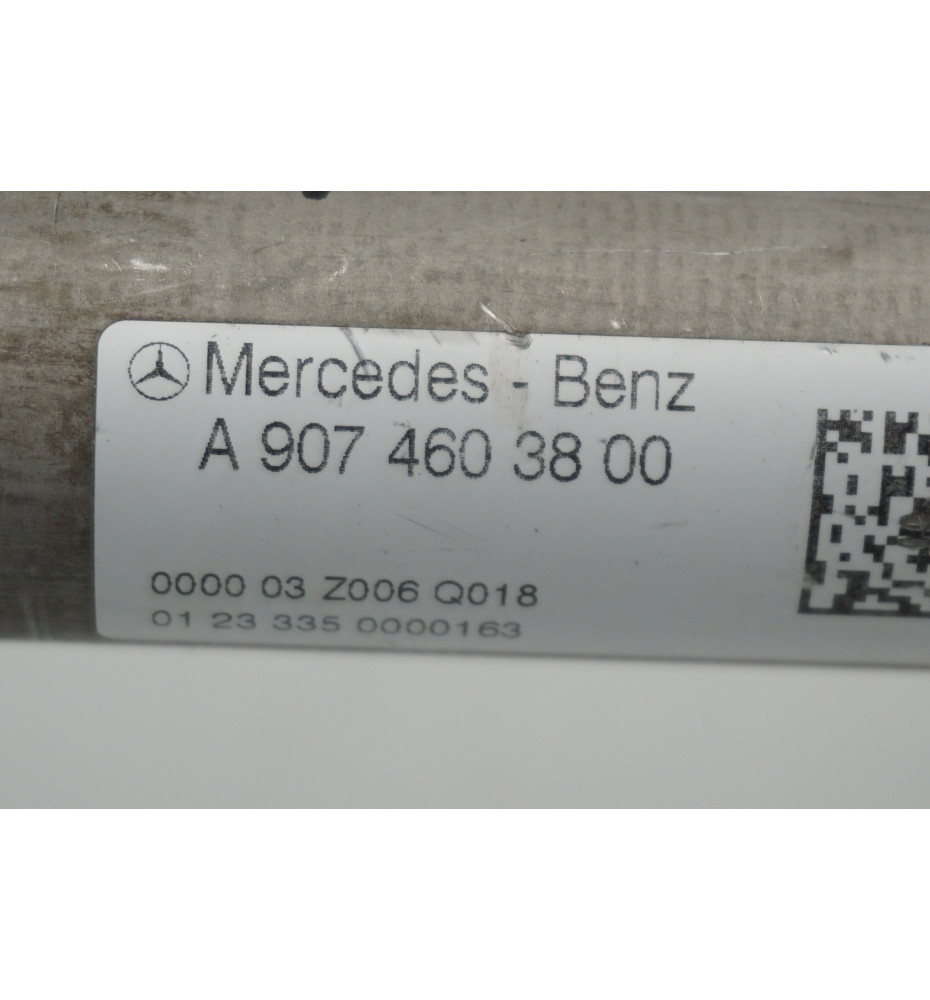 Mercedes - Benz
A 907 460 38 00
0000 03 Z006 Q018
01 23 335 0000163